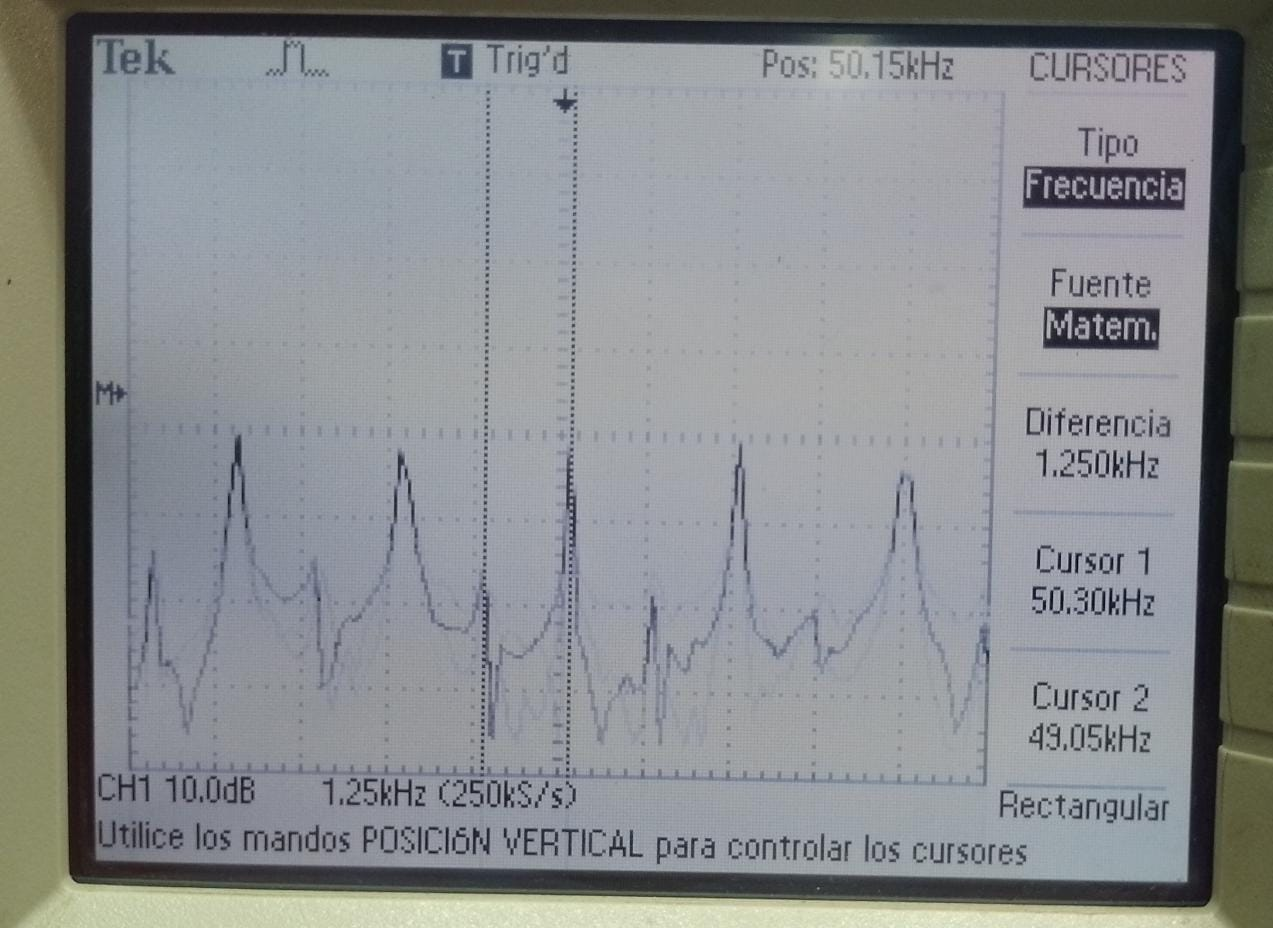 Tek T Trig'd Pos: 50.15kHz CURSORES
Tipo
Frecuencia
Fuente
Matem.
M
Diferencia
1.250kHz
Cursor 1
50.30kHz
Cursor 2
49.05kHz
CH1 10.0dB 1.25kHz (250kS/s) Rectangular
Utilice los mandos POSICIóN VERTICAL para controlar los cursores